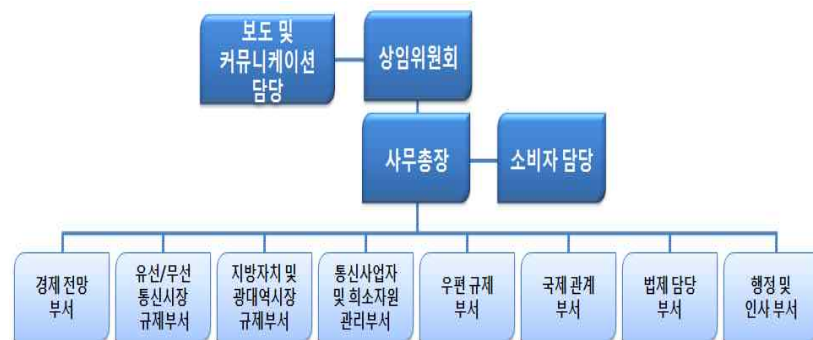 보도 및
커뮤니케이션
담당
상임위원회
사무총장
소비자 담당
경제 전망
부서
유선/무선
통신시장
규제부서
지방자치 및
광대역시장
규제부서
통신사업자
및 희소자원
관리부서
우편 규제
부서
국제 관계
부서
법제 담당
부서
행정 및
인사 부서